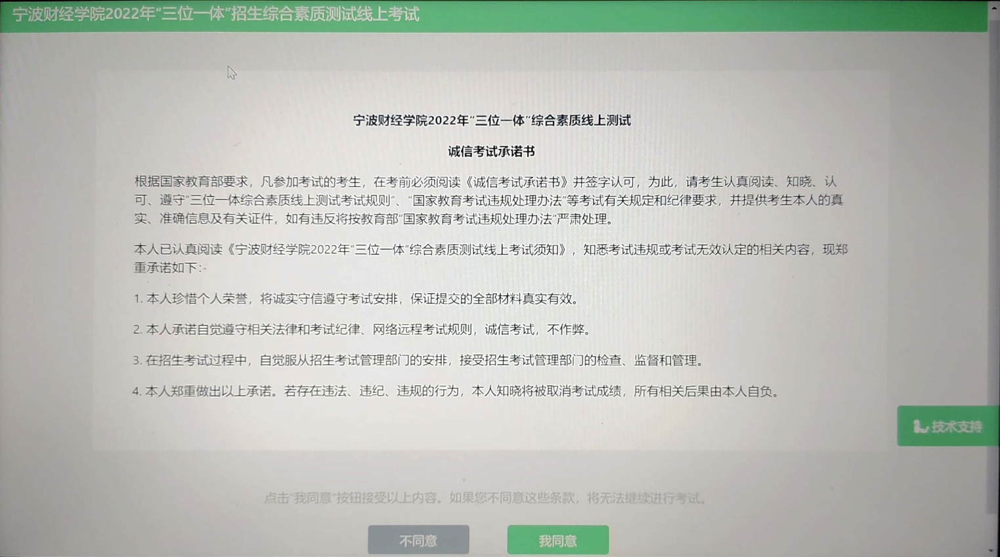 宁波财经学院2022年“三位一体”招生综合素质测试线上考试
宁波财经学院2022年“三位一体”综合素质线上测试
诚信考试承诺书
根据国家教育部要求，凡参加考试的考生，在考前必须阅读《诚信考试承诺书》并签字认可，为此，请考生认真阅读、知晓、认
可、遵守“三位一体综合素质线上测试考试规则”、“国家教育考试违规处理办法”等考试有关规定和纪律要求，并提供考生本人的真
实、准确信息及有关证件，如有违反将按教育部“国家教育考试违规处理办法”严肃处理。
本人已认真阅读《宁波财经学院2022年“三位一体”综合素质测试线上考试须知》，知悉考试违规或考试无效认定的相关内容，现郑
重承诺如下:-
1. 本人珍惜个人荣誉，将诚实守信遵守考试安排，保证提交的全部材料真实有效。
2. 本人承诺自觉遵守相关法律和考试纪律、网络远程考试规则，诚信考试，不作弊。
3. 在招生考试过程中，自觉服从招生考试管理部门的安排，接受招生考试管理部门的检查、监督和管理。
4. 本人郑重做出以上承诺。若存在违法、违纪、违规的行为，本人知晓将被取消考试成绩，所有相关后果由本人自负。
技术支持
点击“我同意”按钮接受以上内容。如果您不同意这些条款，将无法继续进行考试。
不同意 我同意